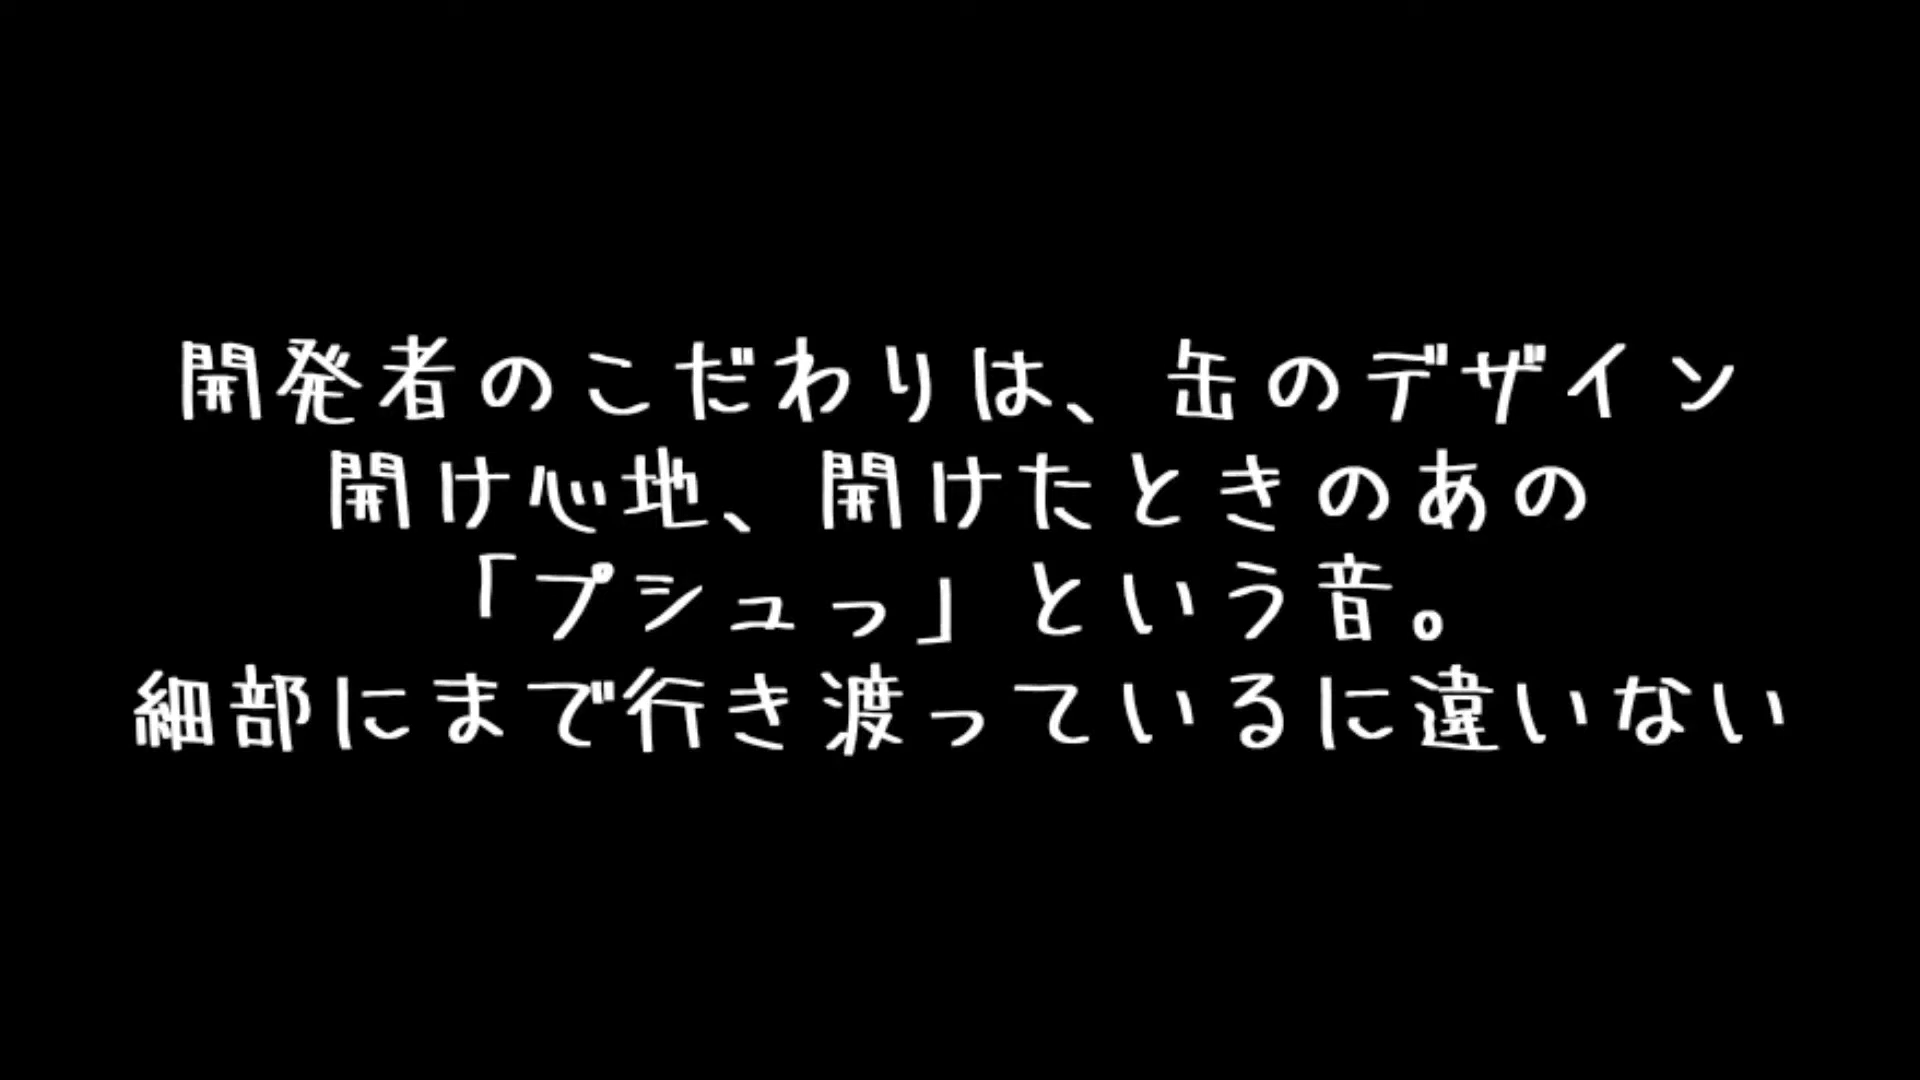 開発者のこだわりは、缶のデザイン
開け心地、開けたときのあの
「プシュっ」という音。
細部にまで行き渡っているに違いない